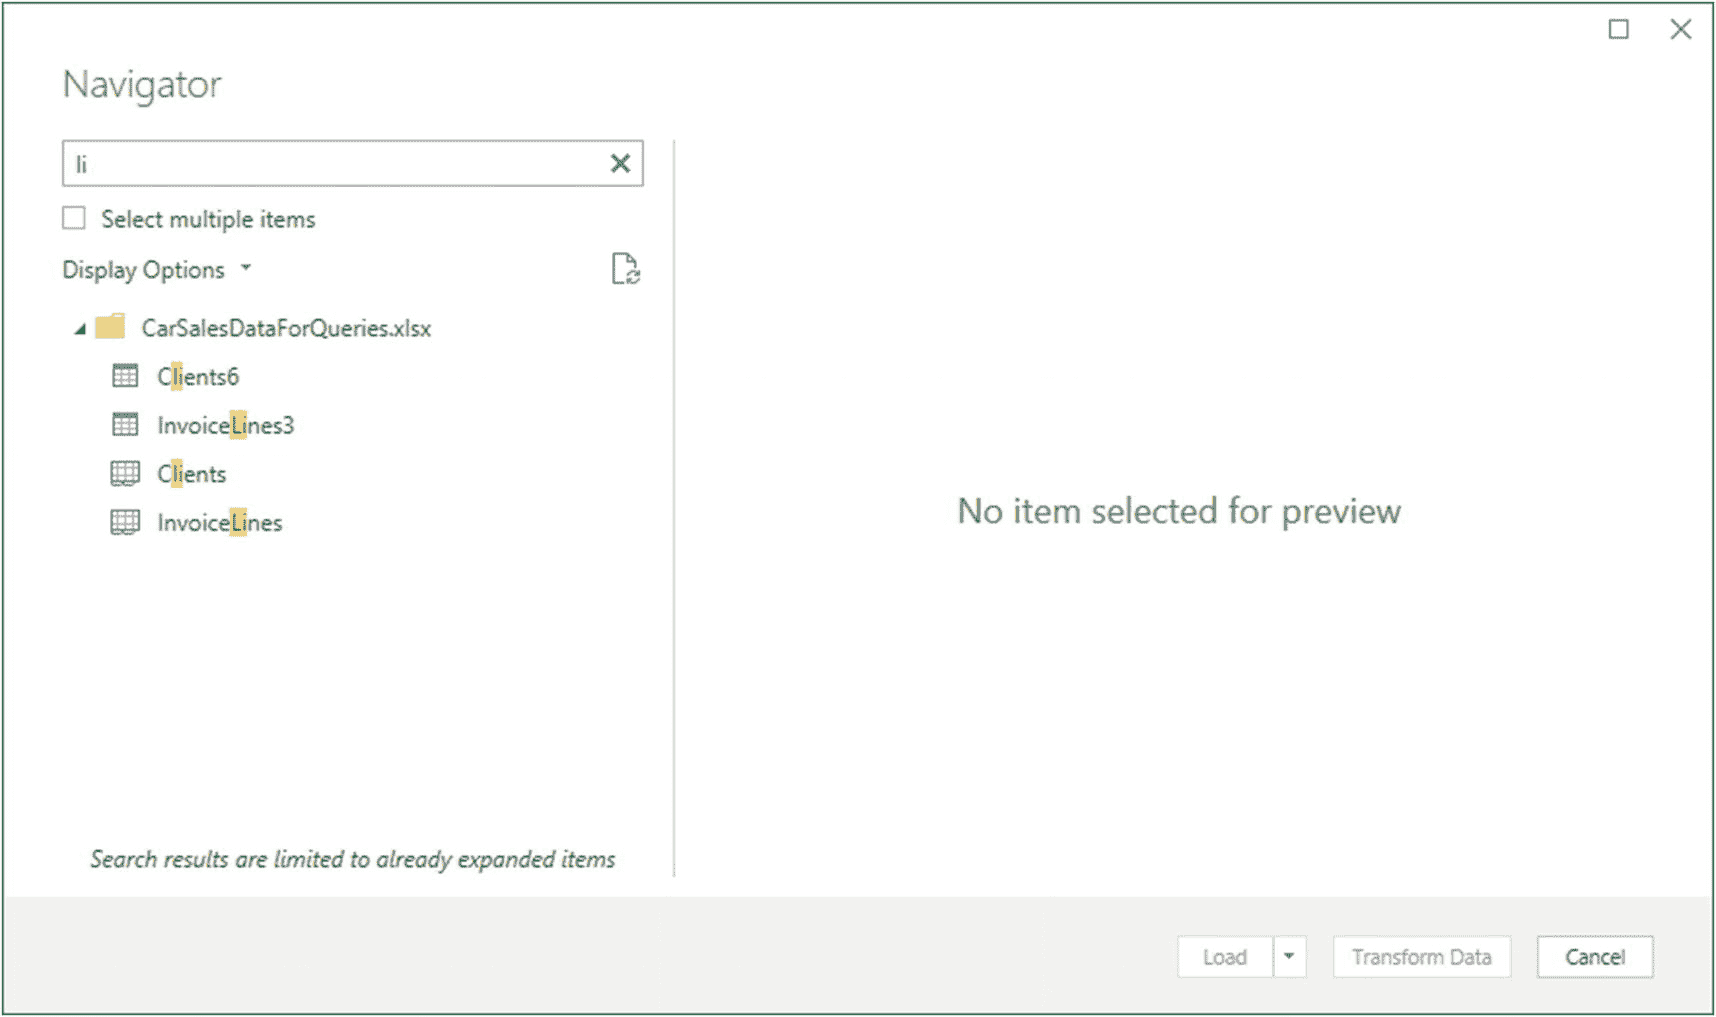 Navigator
li
Select multiple items
Display Options
CarSalesDataForQueries.xlsx
Clients6
InvoiceLines3
Clients
InvoiceLines
No item selected for preview
Search results are limited to already expanded items
Load
Transform Data
Cancel